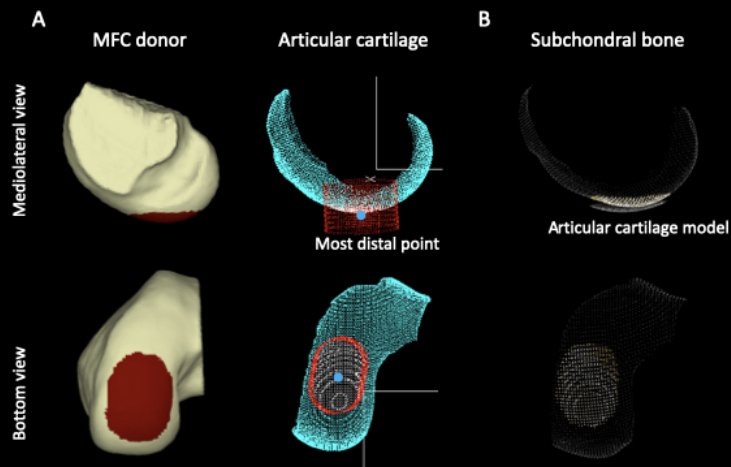 A
B
MFC donor
Articular cartilage
Subchondral bone
Mediolateral view
Most distal point
Articular cartilage model
Bottom view